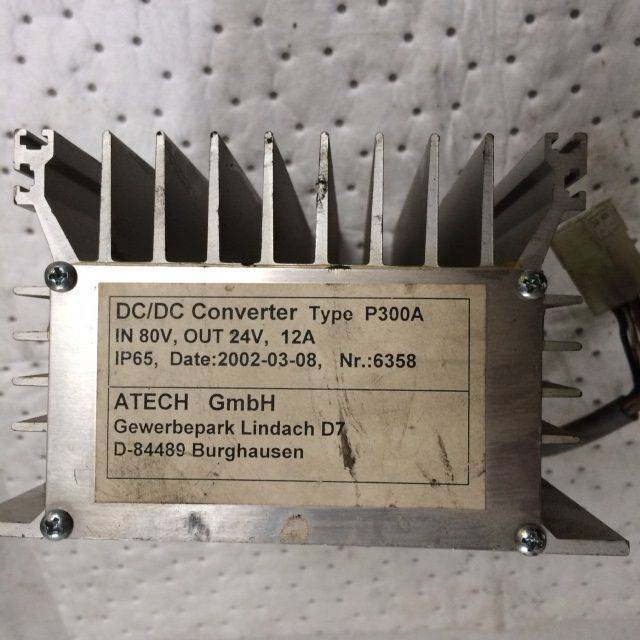 DC/DC Converter Type P300A
IN 80V, OUT 24V, 12A
IP65, Date:2002-03-08, Nr.:6358
ATECH GmbH
Gewerbepark Lindach D7
D-84489 Burghausen